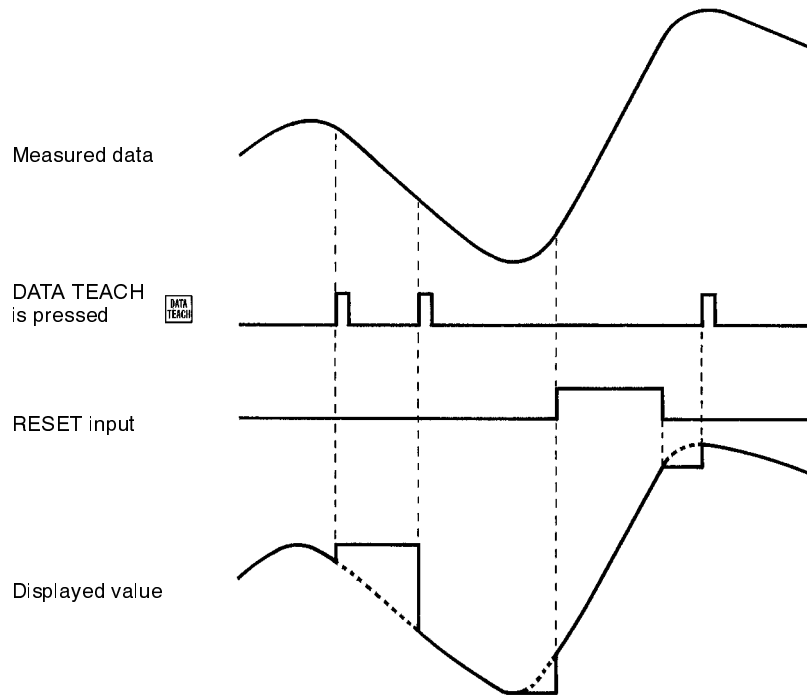 Measured data
DATA TEACH
is pressed
DATA
TEACH
RESET input
Displayed value